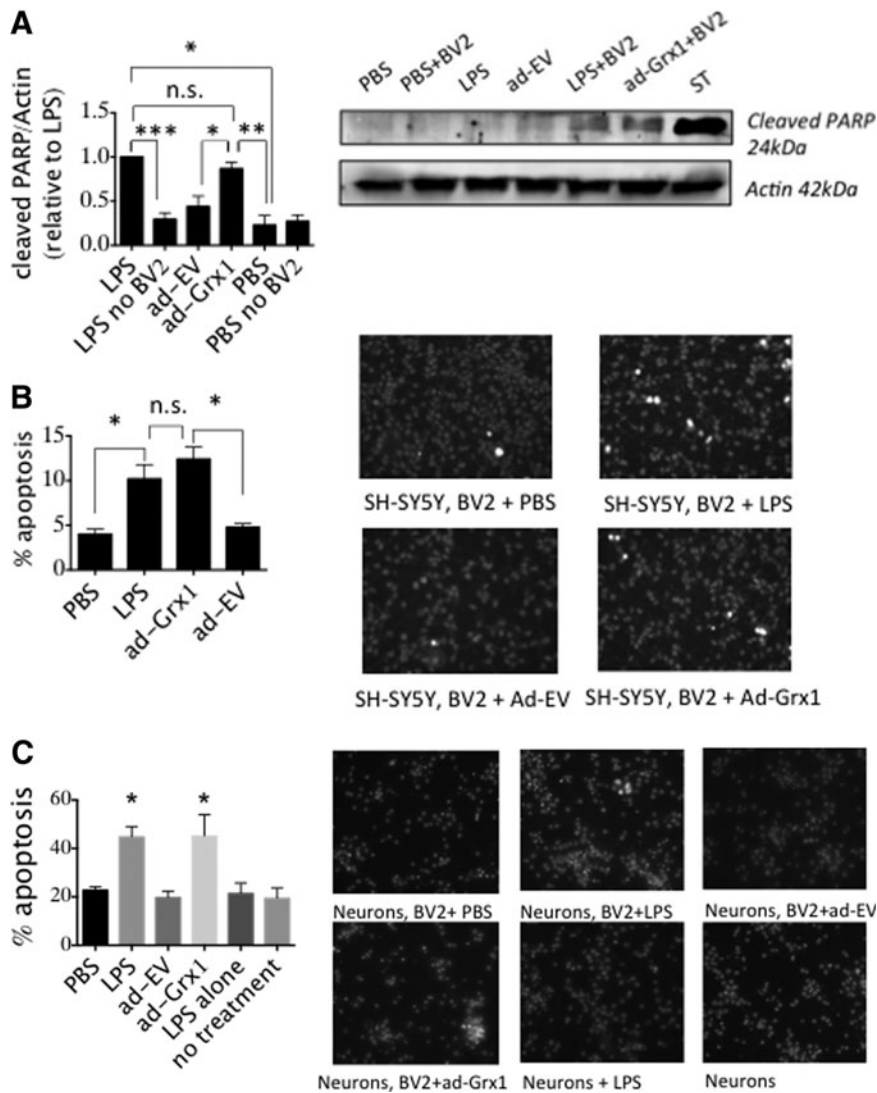 A
*
n.s.
*** * **
cleaved PARP/Actin
(relative to LPS)
1.5
1.0
0.5
0.0
LPS
LPS no BV2
ad-EV
ad-Grx1
PBS
PBS no BV2
PBS
PBS+BV2
LPS
ad-EV
LPS+BV2
ad-Grx1+BV2
ST
Cleaved PARP
24kDa
Actin 42kDa
B
n.s.
* *
% apoptosis
15
10
5
0
PBS
LPS
ad-Grx1
ad-EV
SH-SY5Y, BV2 + PBS
SH-SY5Y, BV2 + LPS
SH-SY5Y, BV2 + Ad-EV
SH-SY5Y, BV2 + Ad-Grx1
C
* *
% apoptosis
60
40
20
0
PBS
LPS
ad-EV
ad-Grx1
LPS alone
no treatment
Neurons, BV2+ PBS
Neurons, BV2+LPS
Neurons, BV2+ad-EV
Neurons, BV2+ad-Grx1
Neurons + LPS
Neurons